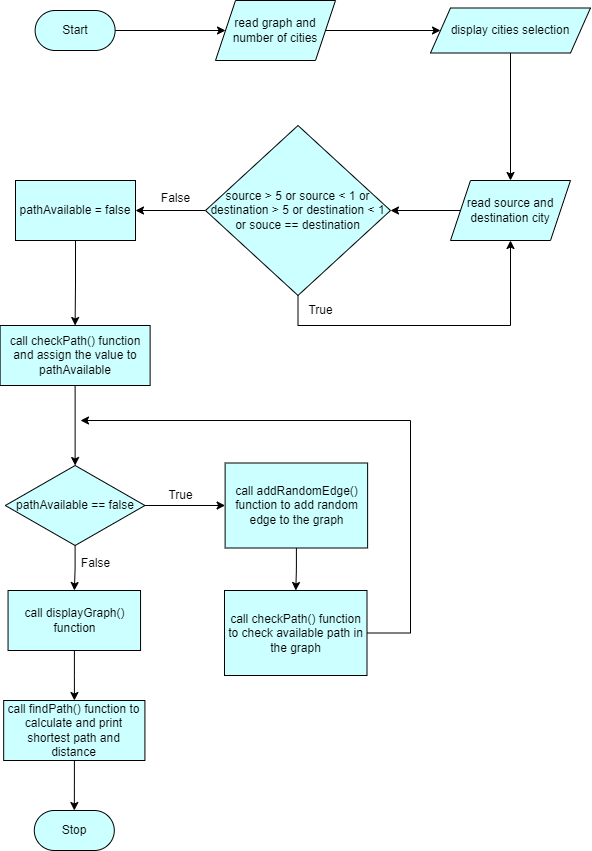 Start
read graph and
number of cities
display cities selection
read source and
destination city
source > 5 or source < 1 or
destination > 5 or destination < 1
or souce == destination
False
True
pathAvailable = false
call checkPath() function
and assign the value to
pathAvailable
pathAvailable == false
True
call addRandomEdge()
function to add random
edge to the graph
call checkPath() function
to check available path in
the graph
False
call displayGraph()
function
call findPath() function to
calculate and print
shortest path and
distance
Stop